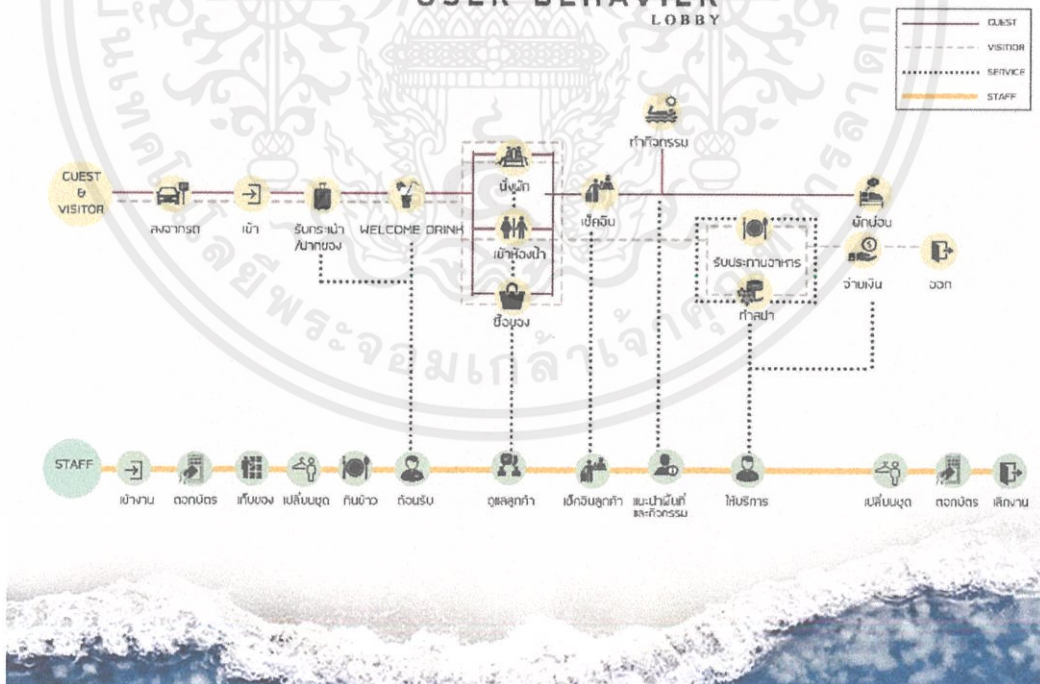 USER BEHAVIER
LOBBY
GUEST
VISITOR
SERVICE
STAFF
ทำกิจกรรม
GUEST
&
VISITOR
ลงจากรถ
เข้า
รับกระเป๋า
/ฝากของ
WELCOME DRINK
นั่งพัก
เข้าห้องน้ำ
ซื้อของ
เช็คอิน
รับประทานอาหาร
ทำสปา
พักผ่อน
จ่ายเงิน
ออก
STAFF
เข้างาน
ตอกบัตร
เก็บของ
เปลี่ยนชุด
กินข้าว
ต้อนรับ
ดูแลลูกค้า
เช็คอินลูกค้า
แนะนำพื้นที่
และกิจกรรม
ให้บริการ
เปลี่ยนชุด
ตอกบัตร
เลิกงาน